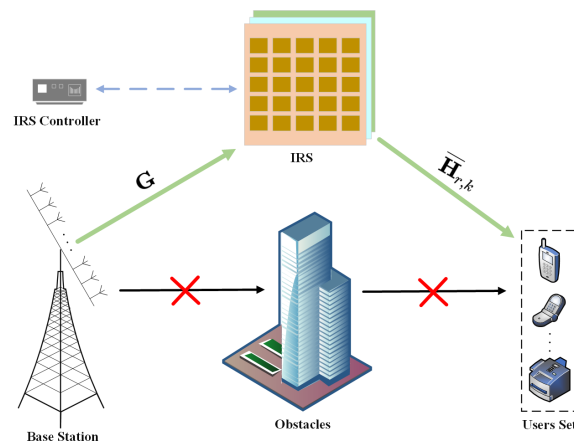 IRS Controller
IRS
G
H̅r,k
Base Station
Obstacles
Users Set